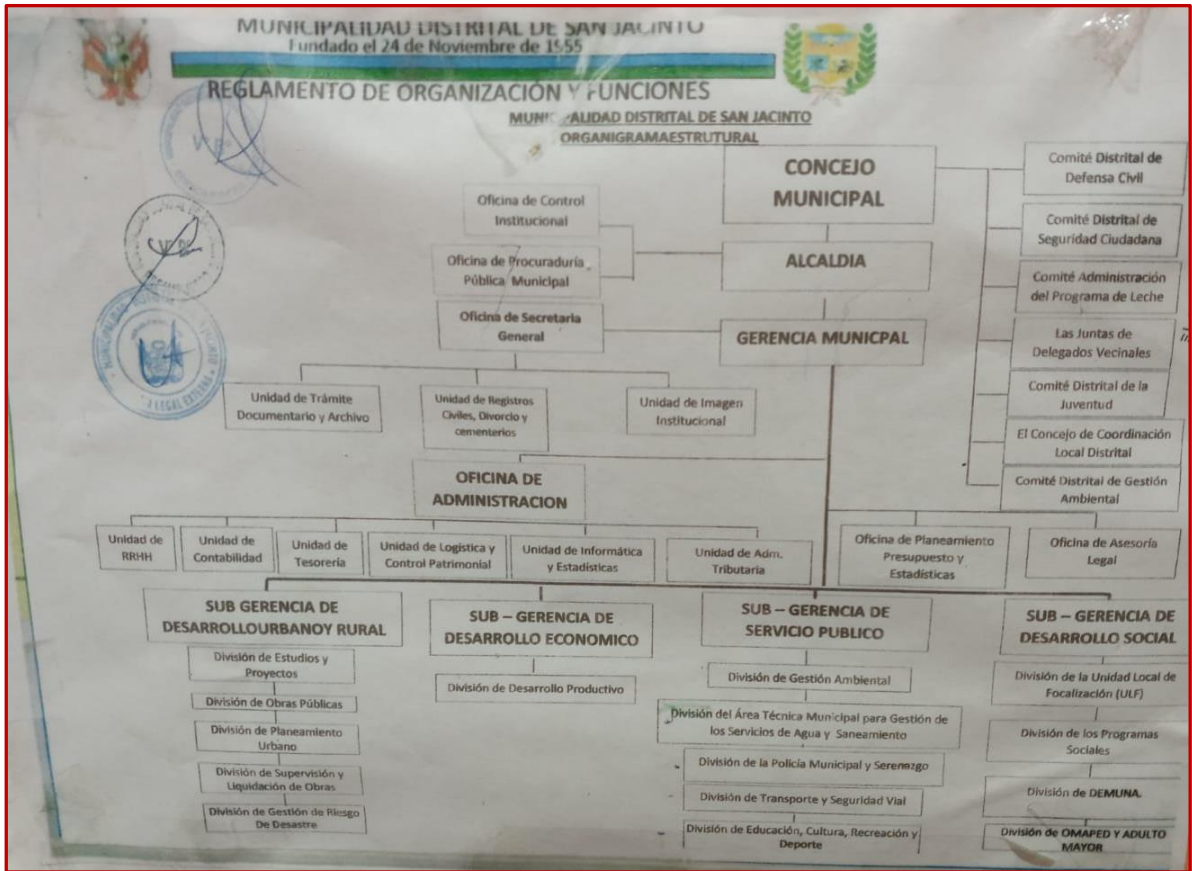 MUNICIPALIDAD DISTRITAL DE SAN JACINTO
Fundado el 24 de Noviembre de 1955
REGLAMENTO DE ORGANIZACIÓN Y FUNCIONES
DISTRITAL DE SAN JACINTO
ORGANIGRAMAESTRUTURAL
CONCEJO
MUNICIPAL
Comité Distrital de
Defensa Civil
Oficina de Control
Institucional
Comité Distrital de
Seguridad Ciudadana
ALCALDIA
Oficina de Procuraduría
Pública Municipal
Comité Administración
del Programa de Leche
Oficina de Secretaria
General
GERENCIA MUNICPAL
Las Juntas de
Delegados Vecinales
Comité Distrital de la
Juventud
Unidad de Trámite
Documentario y Archivo
Unidad de Registros
Civiles, Divorcio y
cementerios
Unidad de Imagen
Institucional
El Concejo de Coordinación
Local Distrital
Comité Distrital de Gestión
Ambiental
OFICINA DE
ADMINISTRACION
Unidad de
RRHH
Unidad de
Contabilidad
Unidad de
Tesorería
Unidad de Logística y
Control Patrimonial
Unidad de Informática
y Estadísticas
Unidad de Adm.
Tributaria
Oficina de Planeamiento
Presupuesto y
Estadísticas
Oficina de Asesoría
Legal
SUB GERENCIA DE
DESARROLLOURBANOY RURAL
División de Estudios y
Proyectos
División de Obras Públicas
División de Planeamiento
Urbano
División de Supervisión y
Liquidación de Obras
División de Gestión de Riesgo
De Desastre
SUB – GERENCIA DE
DESARROLLO ECONOMICO
División de Desarrollo Productivo
SUB – GERENCIA DE
SERVICIO PUBLICO
División de Gestión Ambiental
División del Área Técnica Municipal para Gestión de
los Servicios de Agua y Saneamiento
División de la Policía Municipal y Serenazgo
División de Transporte y Seguridad Vial
División de Educación, Cultura, Recreación y
Deporte
SUB – GERENCIA DE
DESARROLLO SOCIAL
División de la Unidad Local de
Focalización (ULF)
División de los Programas
Sociales
División de DEMUNA.
División de OMAPED Y ADULTO
MAYOR